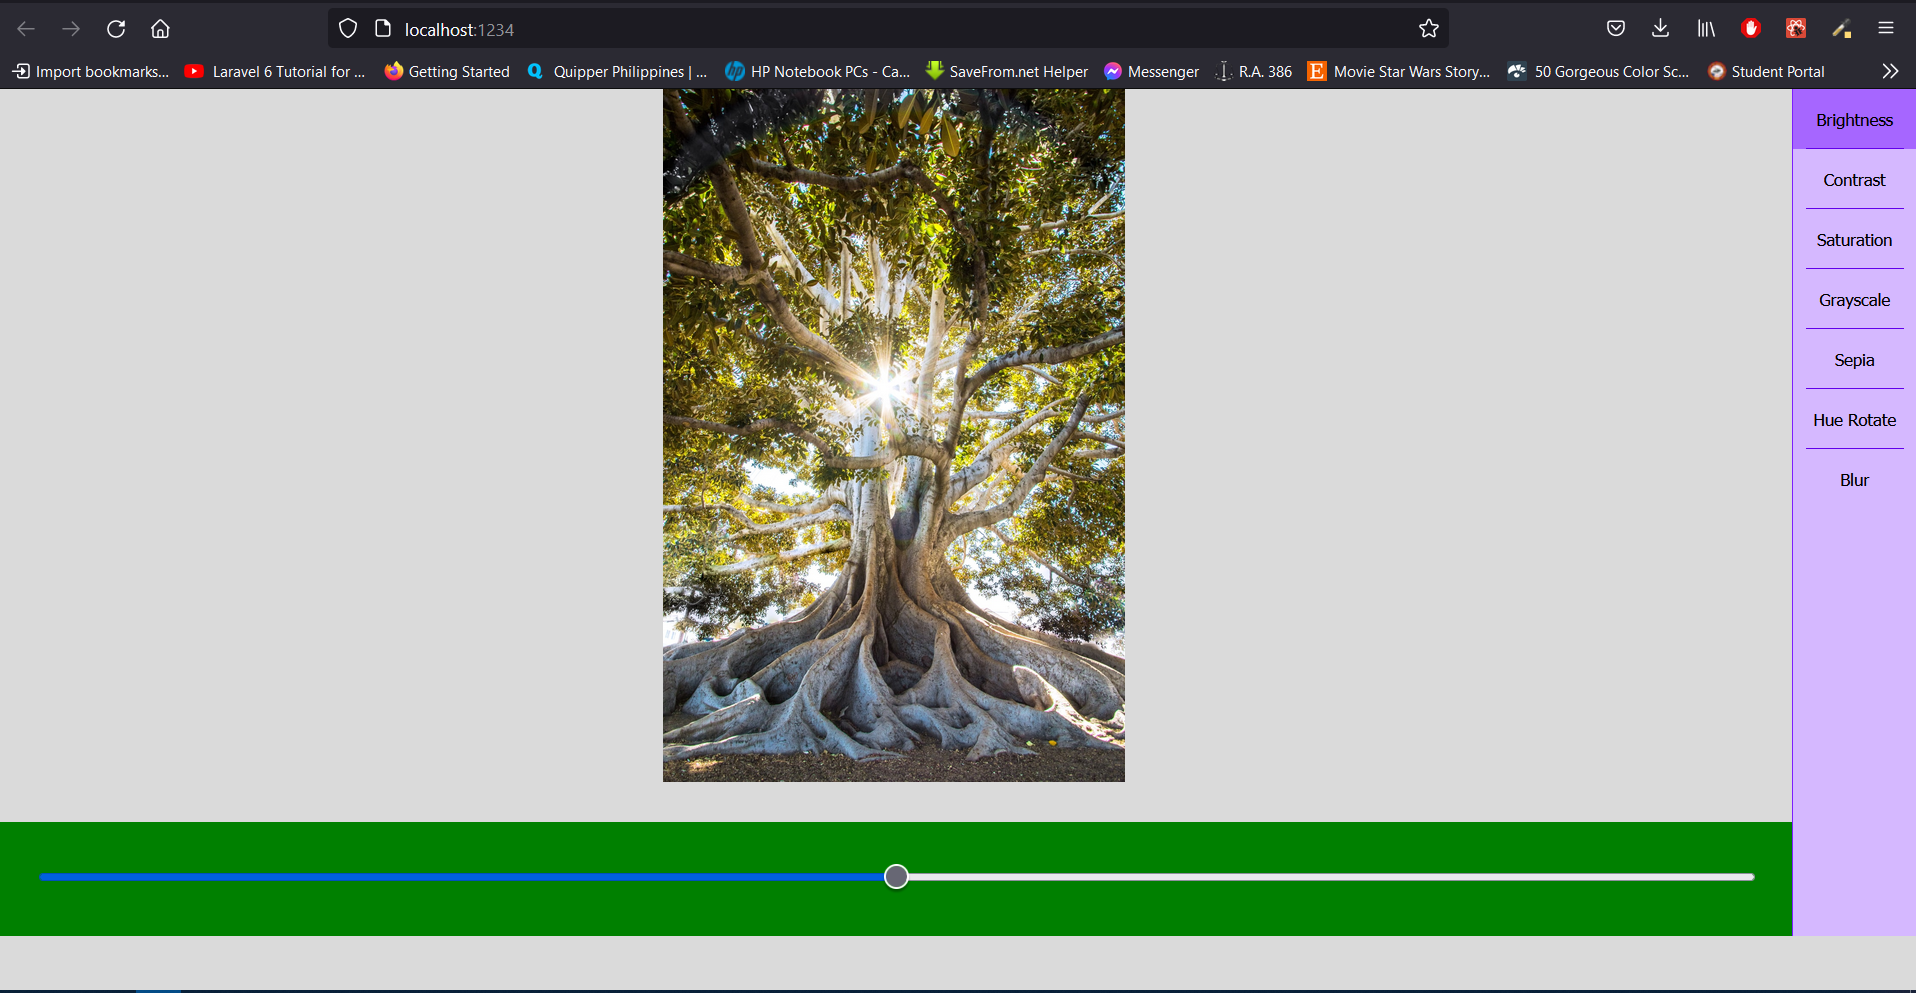 localhost:1234
Import bookmarks... Laravel 6 Tutorial for ... Getting Started Quipper Philippines | ... HP Notebook PCs - Ca... SaveFrom.net Helper Messenger R.A. 386 Movie Star Wars Story... 50 Gorgeous Color Sc... Student Portal
Brightness
Contrast
Saturation
Grayscale
Sepia
Hue Rotate
Blur